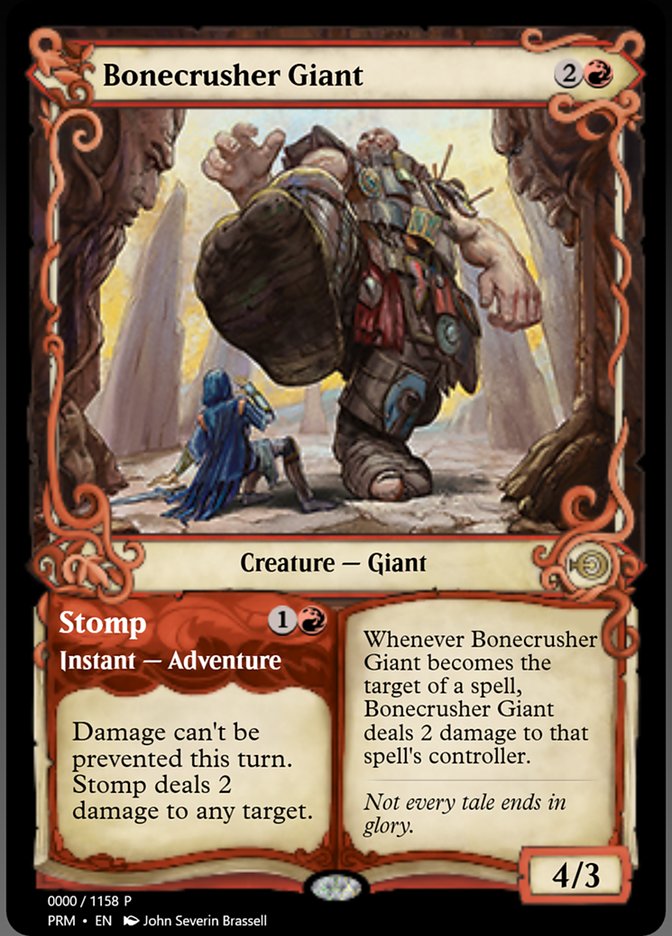 Bonecrusher Giant
2
Creature — Giant
Stomp
1
Instant — Adventure
Damage can't be
prevented this turn.
Stomp deals 2
damage to any target.
Whenever Bonecrusher
Giant becomes the
target of a spell,
Bonecrusher Giant
deals 2 damage to that
spell's controller.
Not every tale ends in
glory.
4/3
0000 / 1158 P
PRM • EN John Severin Brassell